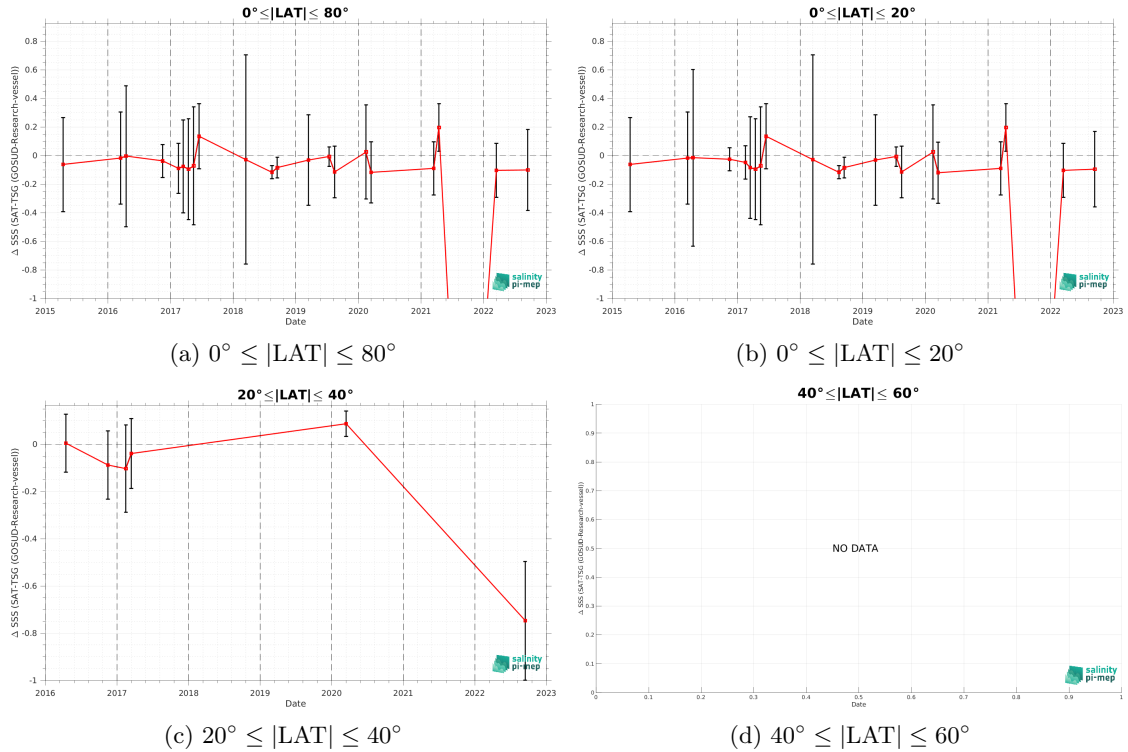 0°≤|LAT|≤ 80°
Δ SSS (SAT-TSG (GOSUD-Research-vessel))
0.8
0.6
0.4
0.2
0
-0.2
-0.4
-0.6
-0.8
-1
2015 2016 2017 2018 2019 2020 2021 2022 2023
Date
salinity
pi-mep
(a) 0° ≤ |LAT| ≤ 80°
0°≤|LAT|≤ 20°
Δ SSS (SAT-TSG (GOSUD-Research-vessel))
0.8
0.6
0.4
0.2
0
-0.2
-0.4
-0.6
-0.8
-1
2015 2016 2017 2018 2019 2020 2021 2022 2023
Date
salinity
pi-mep
(b) 0° ≤ |LAT| ≤ 20°
20°≤|LAT|≤ 40°
Δ SSS (SAT-TSG (GOSUD-Research-vessel))
0
-0.2
-0.4
-0.6
-0.8
-1
2016 2017 2018 2019 2020 2021 2022 2023
Date
salinity
pi-mep
(c) 20° ≤ |LAT| ≤ 40°
40°≤|LAT|≤ 60°
Δ SSS (SAT-TSG (GOSUD-Research-vessel))
1
0.9
0.8
0.7
0.6
0.5
0.4
0.3
0.2
0.1
0
NO DATA
0 0.1 0.2 0.3 0.4 0.5 0.6 0.7 0.8 0.9 1
Date
salinity
pi-mep
(d) 40° ≤ |LAT| ≤ 60°